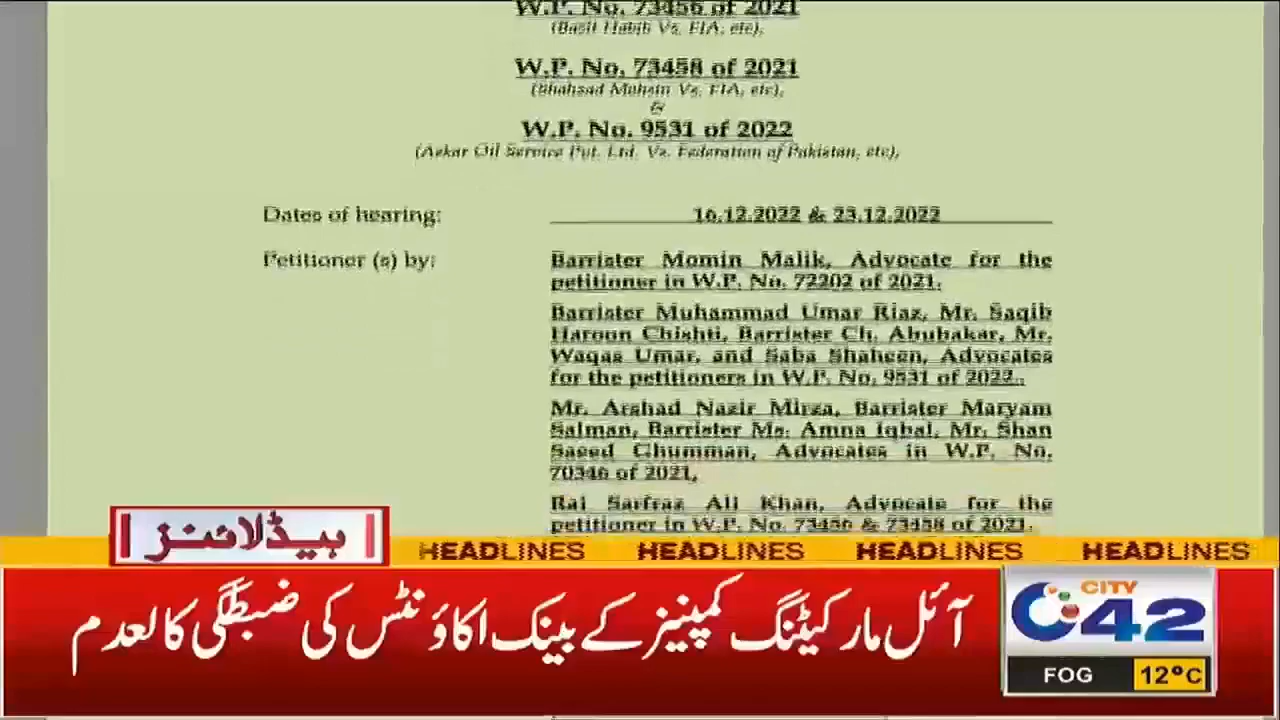 W.P. No. 73456 of 2021
(Basit Habib Vs. FIA, etc),
W.P. No. 73458 of 2021
(Shahzad Mohsin Vs. FIA, etc),
&
W.P. No. 9531 of 2022
(Askar Oil Service Pvt. Ltd. Vs. Federation of Pakistan, etc),
Dates of hearing: 16.12.2022 & 23.12.2022
Petitioner (s) by: Barrister Momin Malik, Advocate for the
petitioner in W.P. No. 72202 of 2021.
Barrister Muhammad Umar Riaz, Mr. Saqib
Haroon Chishti, Barrister Ch. Abubakar, Mr.
Waqas Umar, and Saba Shaheen, Advocates
for the petitioners in W.P. No. 9531 of 2022..
Mr. Arshad Nazir Mirza, Barrister Maryam
Salman, Barrister Ms. Amna Iqbal, Mr. Shan
Saeed Ghumman, Advocates in W.P. No.
70346 of 2021,
Rai Sarfraz Ali Khan, Advocate for the
petitioner in W.P. No. 73456 & 73458 of 2021.
ہیڈلائنز
HEADLINES HEADLINES HEADLINES HEADLINES
آئل مارکیٹنگ کمپنیز کے بینک اکاؤنٹس کی ضبطگی کالعدم
CITY
42
FOG 12°C